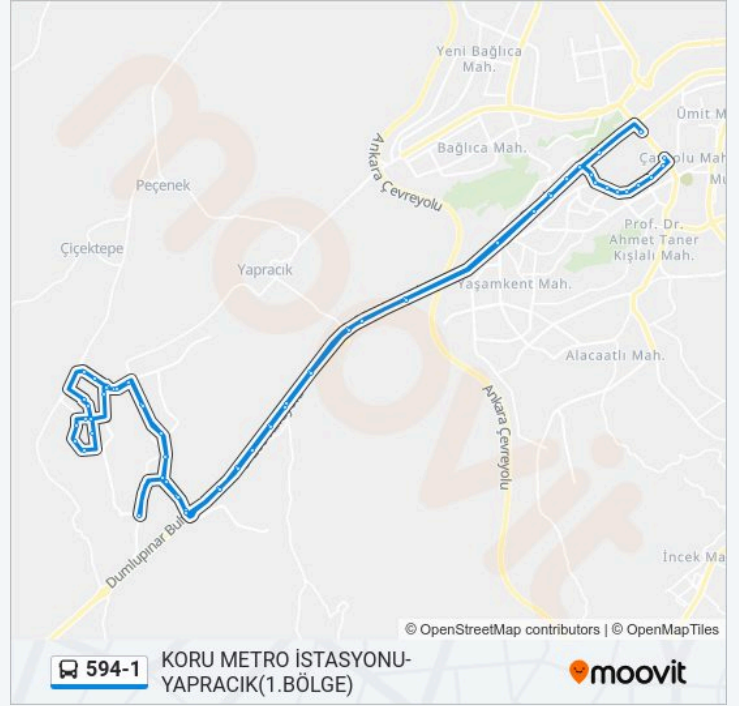 Yeni Bağlıca
Mah.
Ümit M
Bağlıca Mah.
Ankara Çevreyolu
Peçenek
Prof. Dr.
Ahmet Taner
Kışlalı Mah.
Çiçektepe
Yapracık
Yaşamkent Mah.
Alacaatlı Mah.
Ankara Çevreyolu
Dumlupınar Bul
İncek Ma
moovit
© OpenStreetMap contributors | © OpenMapTiles
594-1
KORU METRO İSTASYONU-
YAPRACIK(1.BÖLGE)
moovit